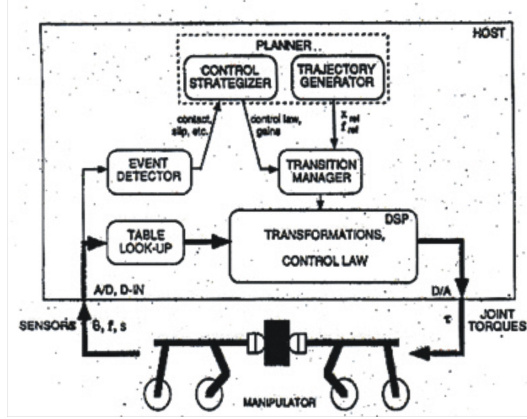 HOST
PLANNER
CONTROL
STRATEGIZER
TRAJECTORY
GENERATOR
contact,
slip, etc.
control law,
gains
x ref
f ref
EVENT
DETECTOR
TRANSITION
MANAGER
TABLE
LOOK-UP
DSP
TRANSFORMATIONS,
CONTROL LAW
A/D, D-IN
D/A
SENSORS
θ, f, s
τ
JOINT
TORQUES
MANIPULATOR